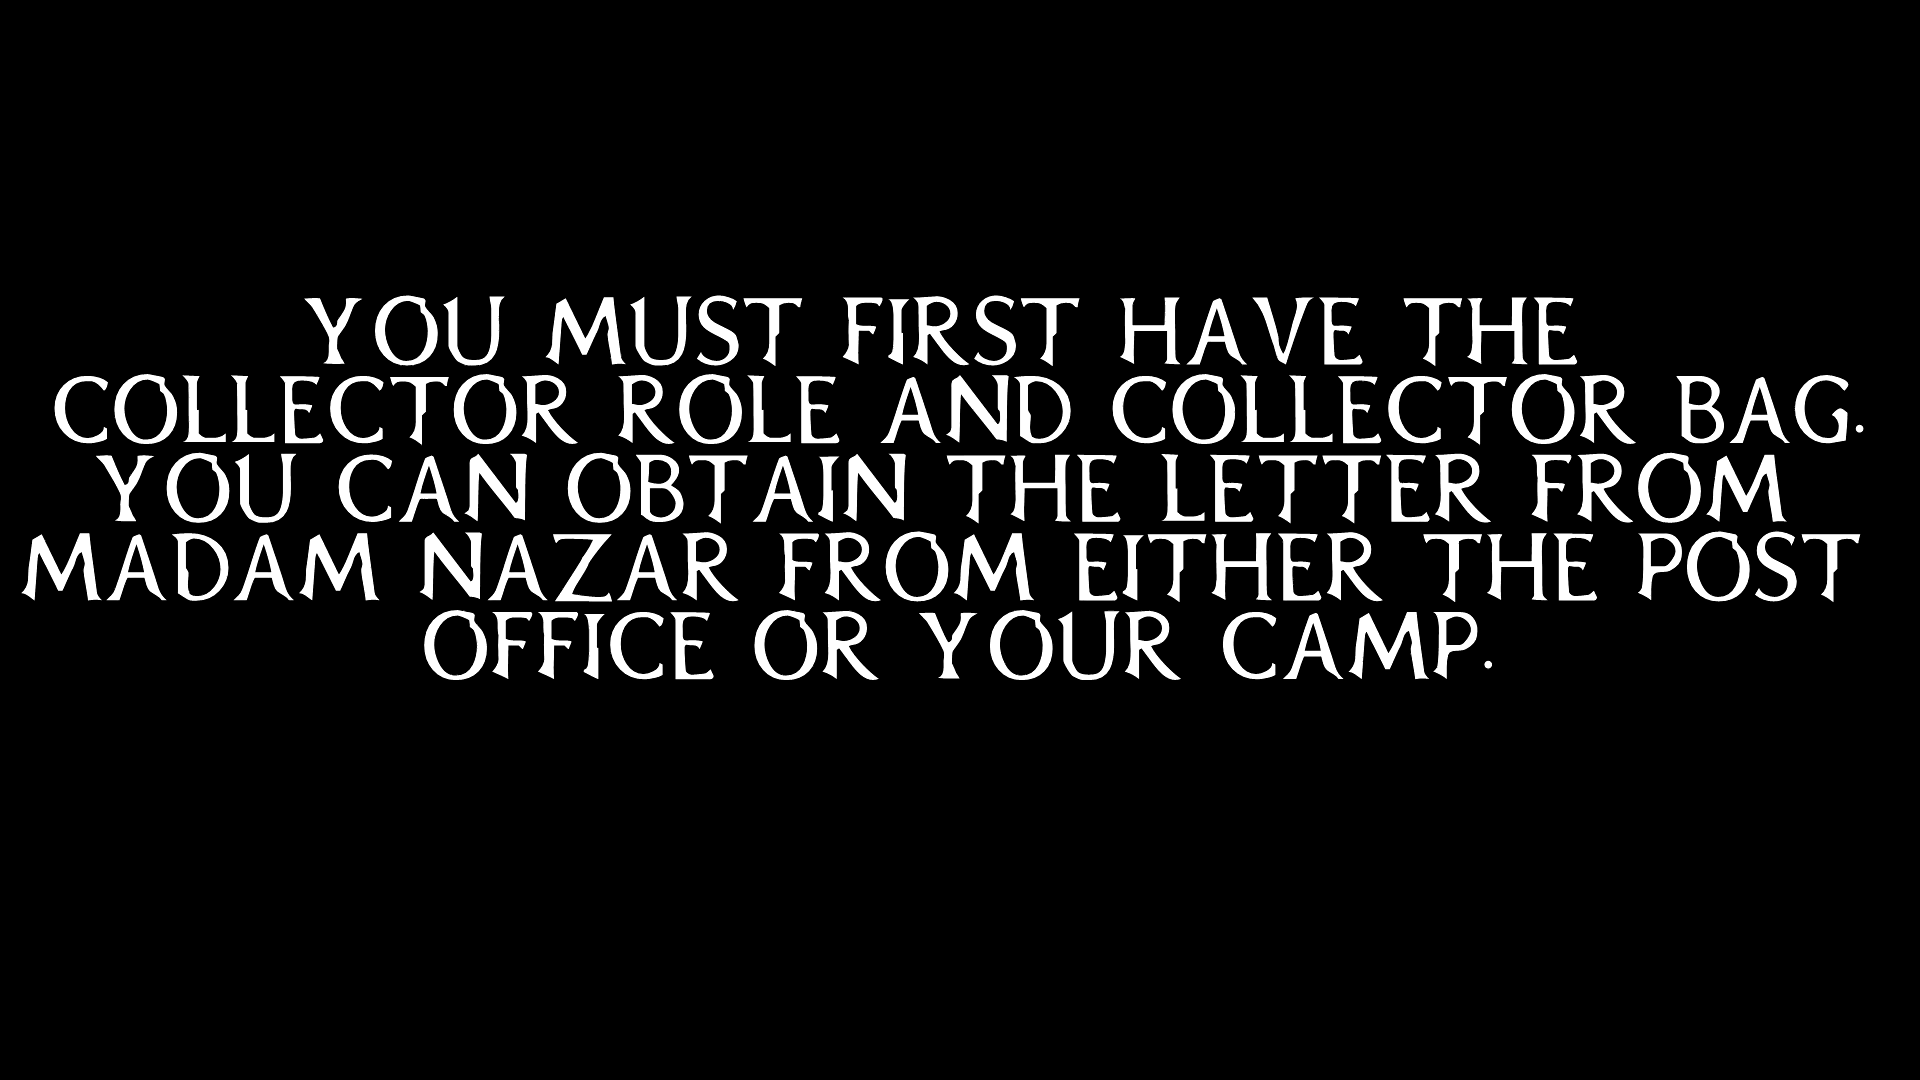 YOU MUST FIRST HAVE THE
COLLECTOR ROLE AND COLLECTOR BAG.
YOU CAN OBTAIN THE LETTER FROM
MADAM NAZAR FROM EITHER THE POST
OFFICE OR YOUR CAMP.